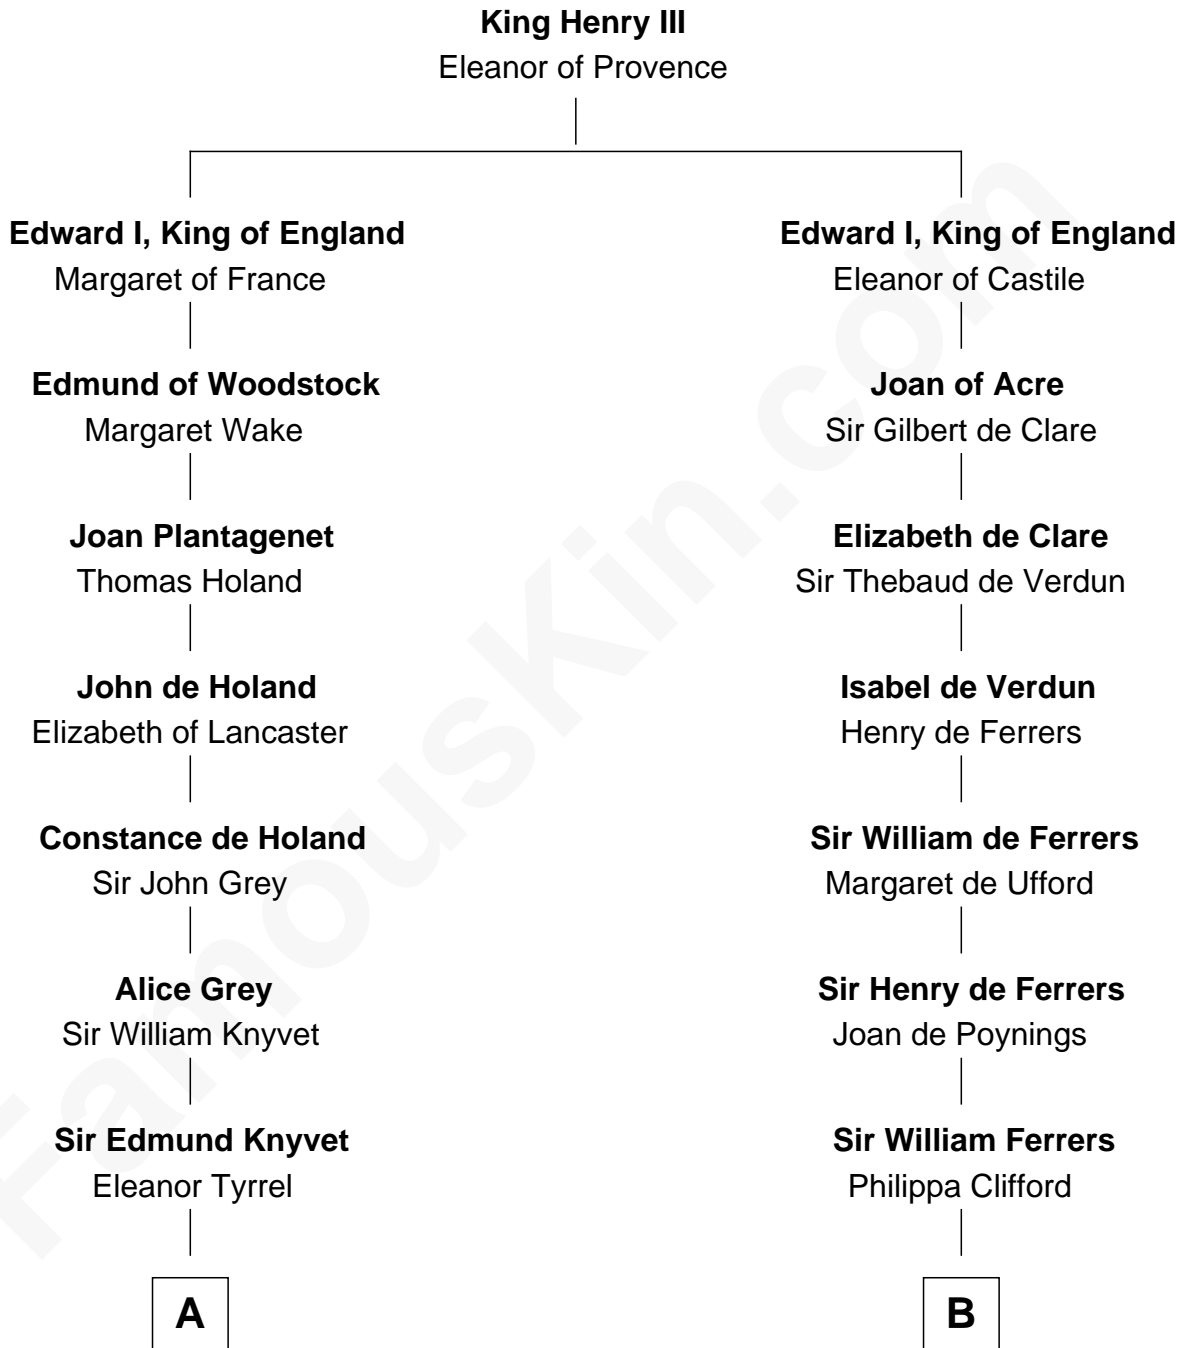 King Henry III
Eleanor of Provence
Edward I, King of England
Margaret of France
Edmund of Woodstock
Margaret Wake
Joan Plantagenet
Thomas Holand
John de Holand
Elizabeth of Lancaster
Constance de Holand
Sir John Grey
Alice Grey
Sir William Knyvet
Sir Edmund Knyvet
Eleanor Tyrrel
A
Edward I, King of England
Eleanor of Castile
Joan of Acre
Sir Gilbert de Clare
Elizabeth de Clare
Sir Thebaud de Verdun
Isabel de Verdun
Henry de Ferrers
Sir William de Ferrers
Margaret de Ufford
Sir Henry de Ferrers
Joan de Poynings
Sir William Ferrers
Philippa Clifford
B
FamousKin.com